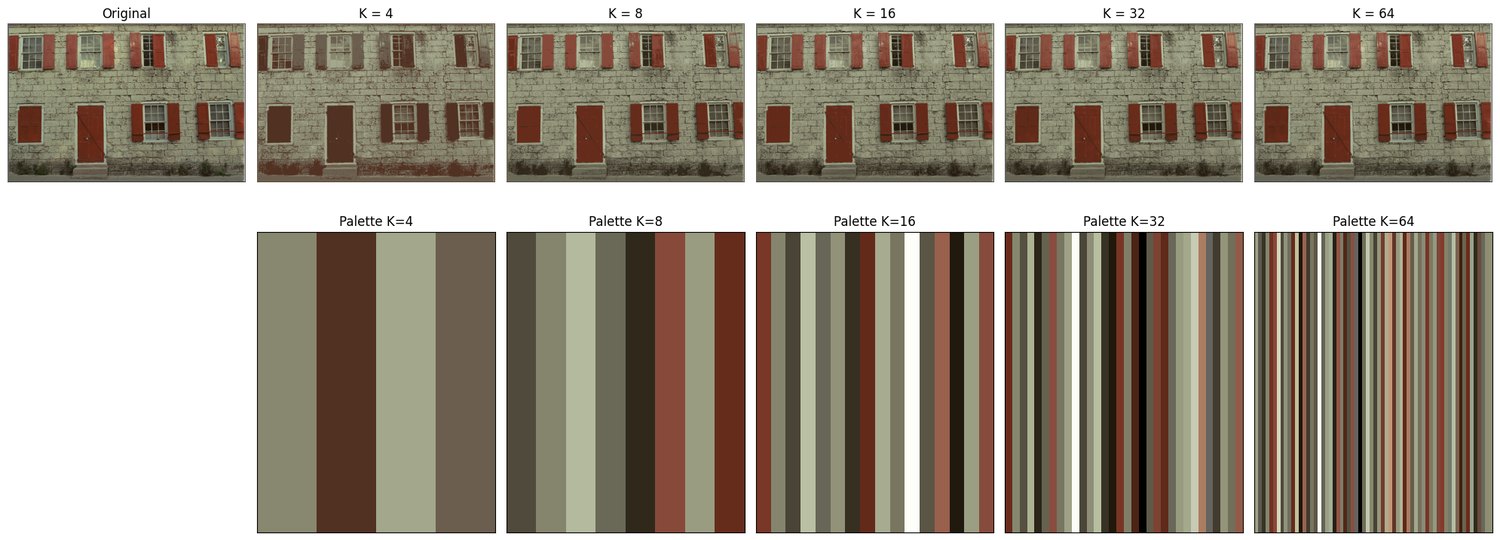 Original
K = 4
K = 8
K = 16
K = 32
K = 64
Palette K=4
Palette K=8
Palette K=16
Palette K=32
Palette K=64